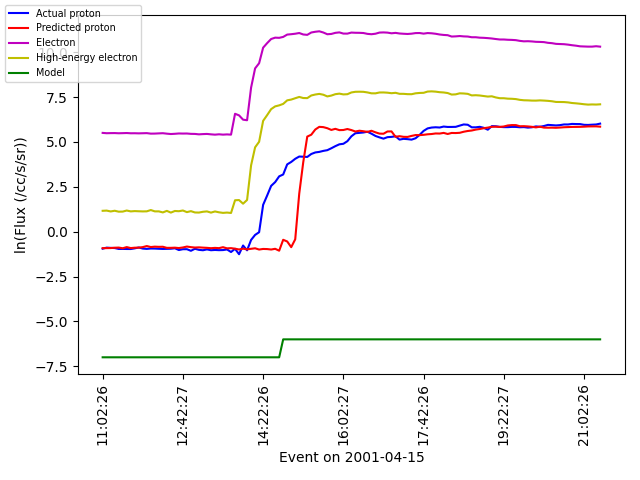 Actual proton
Predicted proton
Electron
High-energy electron
Model
10.0
7.5
5.0
2.5
0.0
−2.5
−5.0
−7.5
ln(Flux (/cc/s/sr))
11:02:26
12:42:27
14:22:26
16:02:27
17:42:26
19:22:27
21:02:26
Event on 2001-04-15